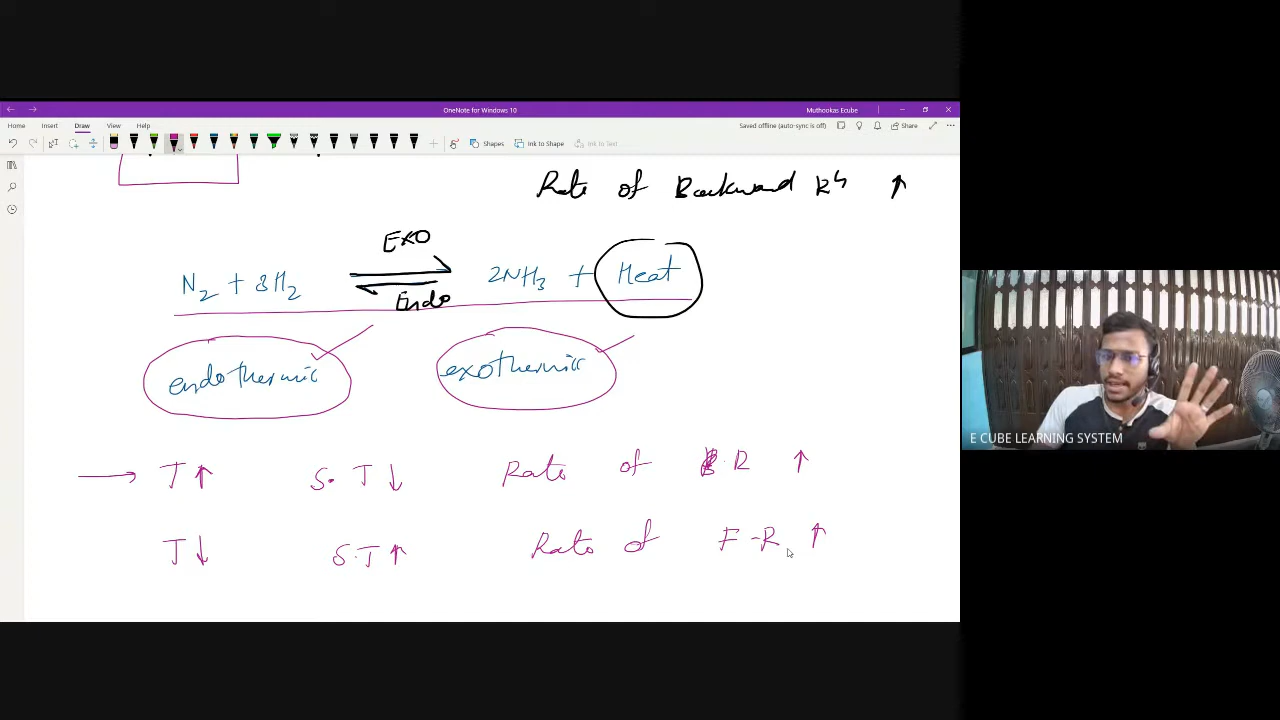 OneNote for Windows 10
Muthookas Ecube
Home Insert Draw View Help
Saved offline (auto-sync is off)
Share
Shapes
Ink to Shape
Ink to Text
Rate of Backward
Exo
N2 + 3H2 2NH3 + Heat
Endo
endothermic exothermic
T↑ S. T↓ Rate of B.R ↑
T↓ S.T↑ Rate of F-R ↑
E CUBE LEARNING SYSTEM